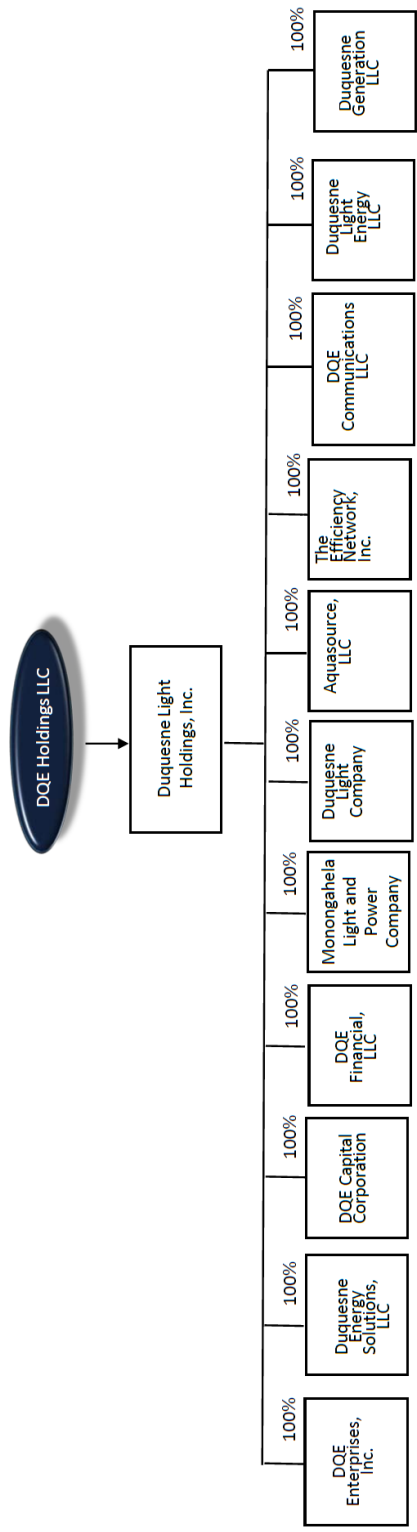 DQE Holdings LLC
Duquesne Light
Holdings, Inc.
100%
DQE
Enterprises,
Inc.
100%
Duquesne
Energy
Solutions,
LLC
100%
DQE Capital
Corporation
100%
DQE
Financial,
LLC
100%
Monongahela
Light and
Power
Company
100%
Duquesne
Light
Company
100%
Aquasource,
LLC
100%
The
Efficiency
Network,
Inc.
100%
DQE
Communications
LLC
100%
Duquesne
Light
Energy
LLC
100%
Duquesne
Generation
LLC